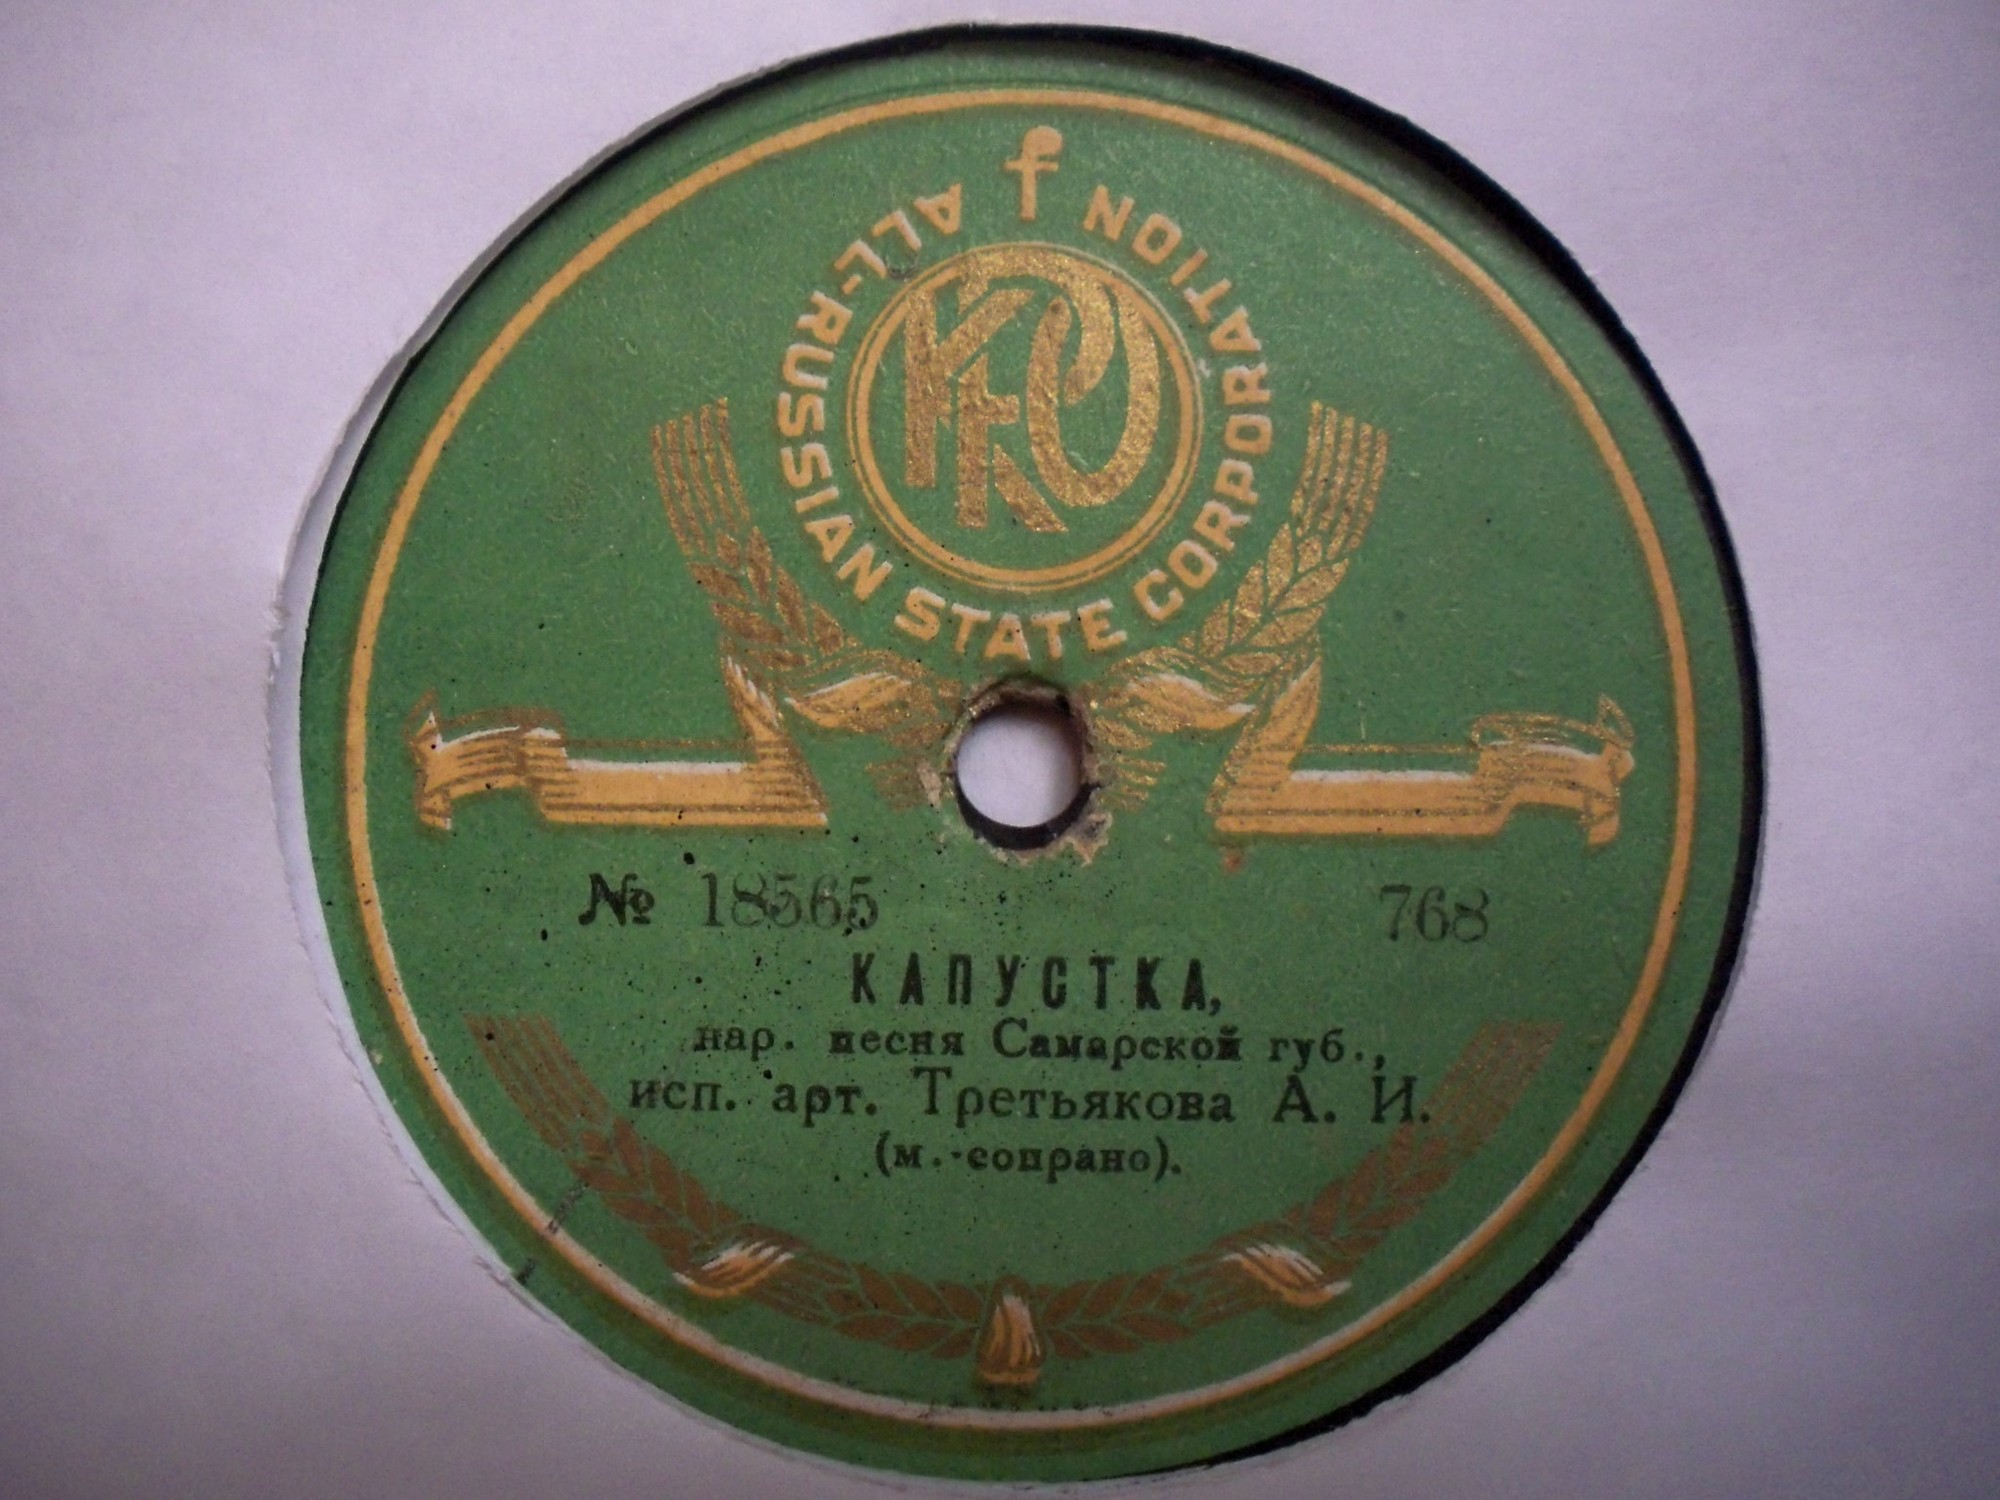 ALL-RUSSIAN STATE CORPORATION
№ 18565 768
КАПУСТКА,
нар. песня Самарской губ.,
исп. арт. Третьякова А. И.
(м.-сопрано).